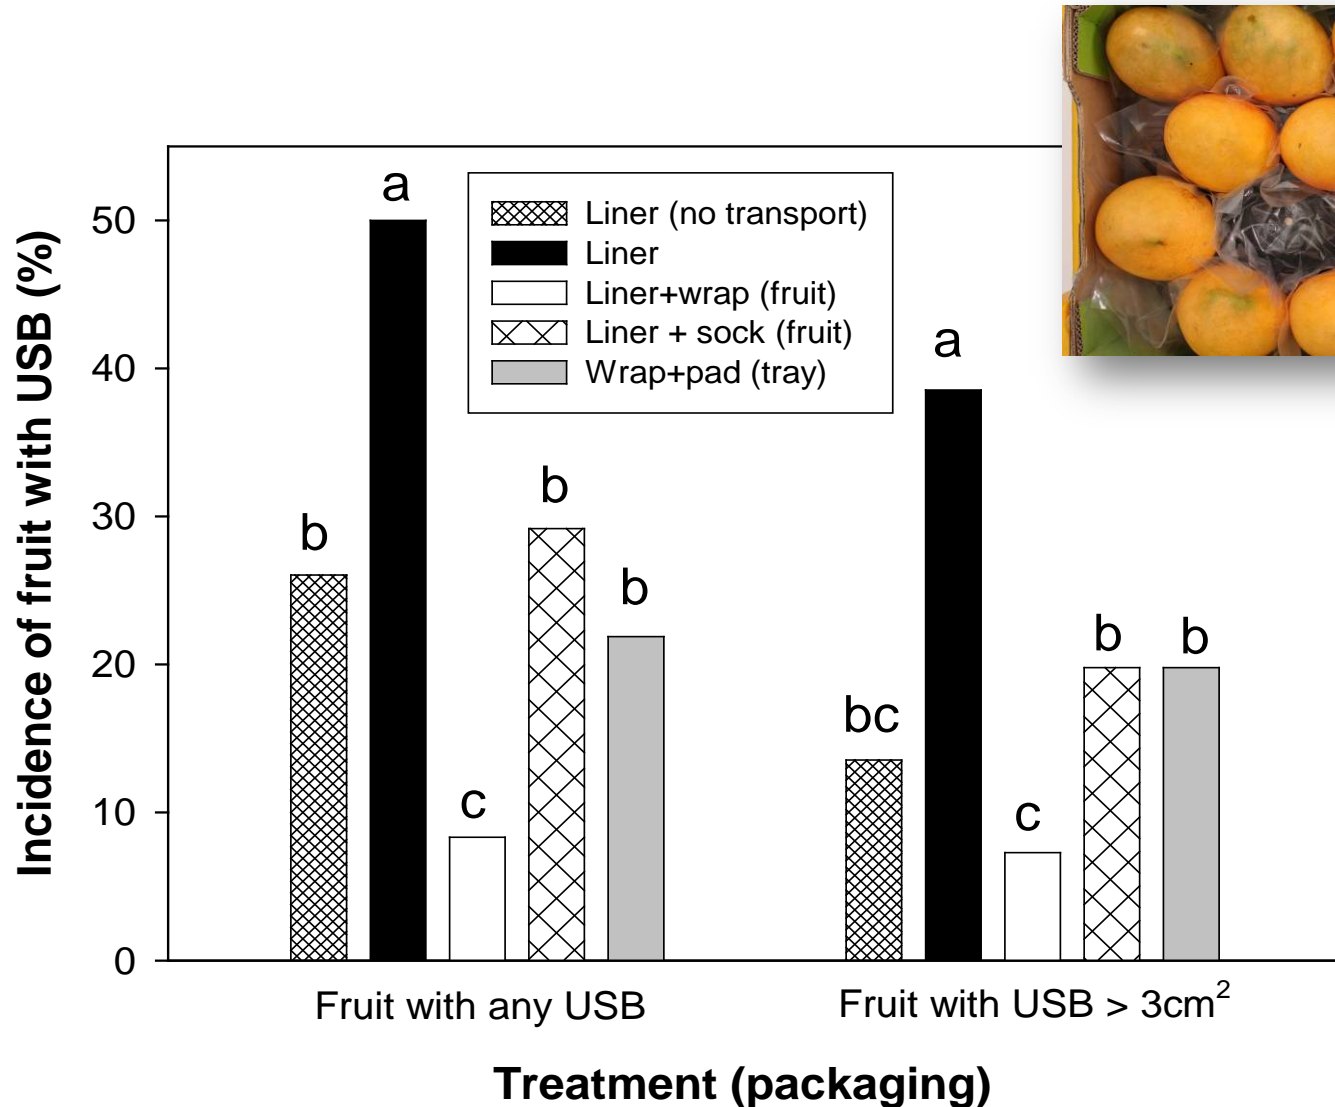 Incidence of fruit with USB (%)
50
40
30
20
10
0
Liner (no transport)
Liner
Liner+wrap (fruit)
Liner + sock (fruit)
Wrap+pad (tray)
b
a
c
b
b
bc
a
c
b
b
Fruit with any USB
Fruit with USB > 3cm²
Treatment (packaging)